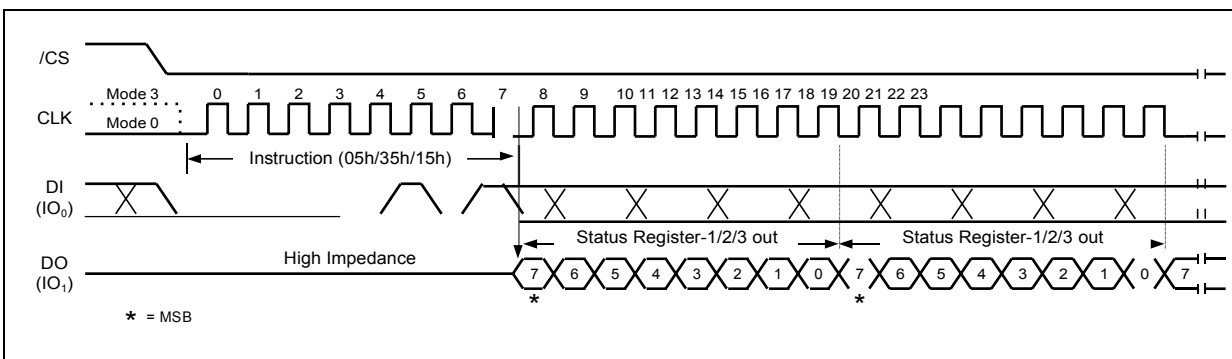 /CS
Mode 3 0 1 2 3 4 5 6 7 8 9 10 11 12 13 14 15 16 17 18 19 20 21 22 23
CLK Mode 0
Instruction (05h/35h/15h)
DI
(IO₀)
Status Register-1/2/3 out Status Register-1/2/3 out
High Impedance
DO 7 6 5 4 3 2 1 0 7 6 5 4 3 2 1 0 7
(IO₁)
* *
* = MSB